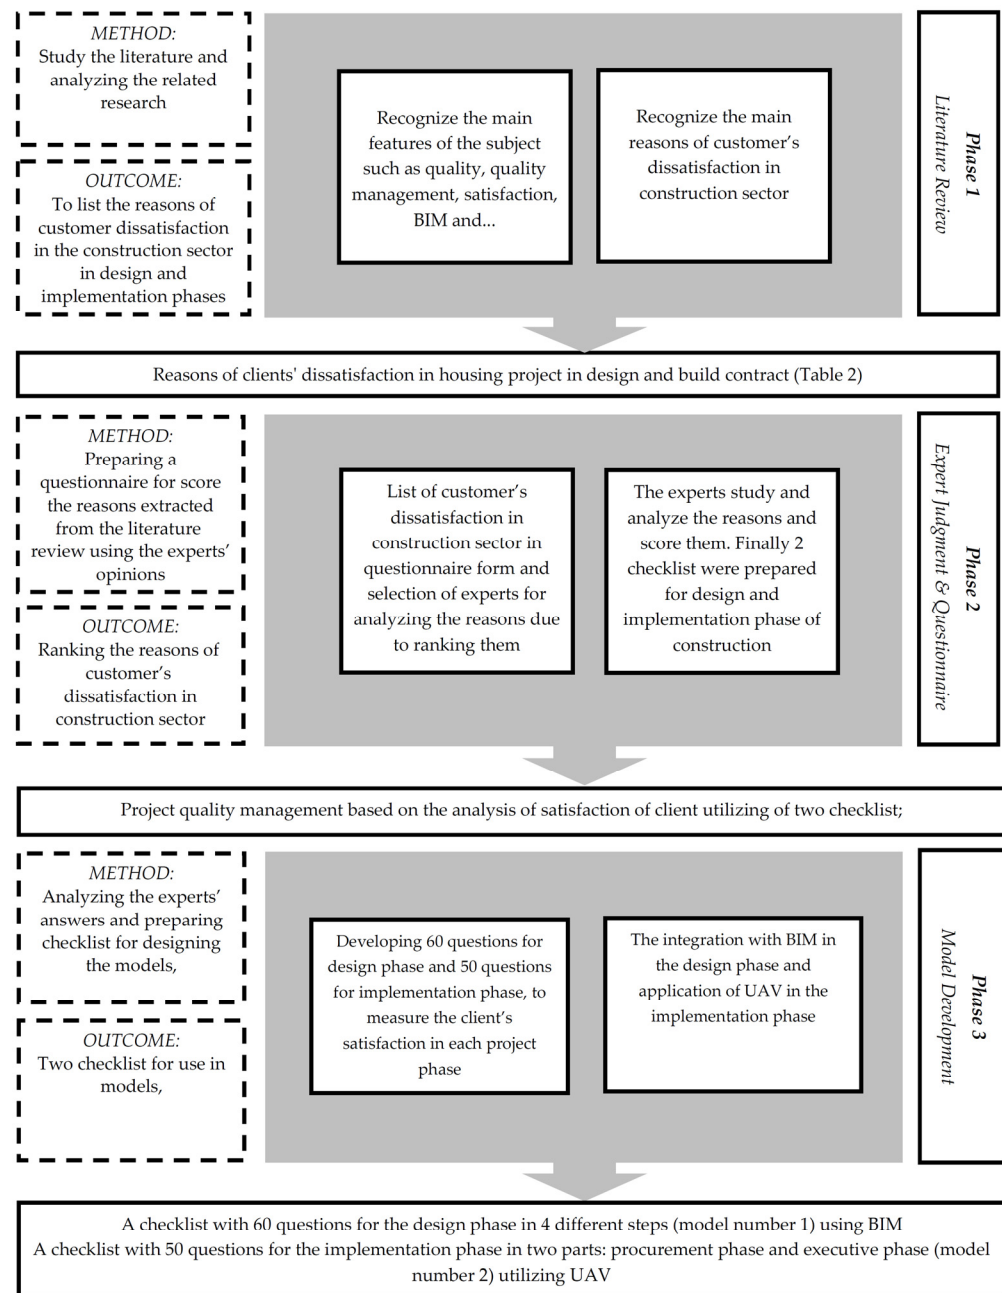 METHOD:
Study the literature and
analyzing the related
research
OUTCOME:
To list the reasons of
customer dissatisfaction
in the construction sector
in design and
implementation phases
Recognize the main
features of the subject
such as quality, quality
management, satisfaction,
BIM and...
Recognize the main
reasons of customer's
dissatisfaction in
construction sector
Phase 1
Literature Review
Reasons of clients' dissatisfaction in housing project in design and build contract (Table 2)
METHOD:
Preparing a
questionnaire for score
the reasons extracted
from the literature
review using the experts'
opinions
OUTCOME:
Ranking the reasons of
customer's
dissatisfaction in
construction sector
List of customer's
dissatisfaction in
construction sector in
questionnaire form and
selection of experts for
analyzing the reasons due
to ranking them
The experts study and
analyze the reasons and
score them. Finally 2
checklist were prepared
for design and
implementation phase of
construction
Phase 2
Expert Judgment & Questionnaire
Project quality management based on the analysis of satisfaction of client utilizing of two checklist;
METHOD:
Analyzing the experts'
answers and preparing
checklist for designing
the models,
OUTCOME:
Two checklist for use in
models,
Developing 60 questions for
design phase and 50 questions
for implementation phase, to
measure the client's
satisfaction in each project
phase
The integration with BIM in
the design phase and
application of UAV in the
implementation phase
Phase 3
Model Development
A checklist with 60 questions for the design phase in 4 different steps (model number 1) using BIM
A checklist with 50 questions for the implementation phase in two parts: procurement phase and executive phase (model
number 2) utilizing UAV